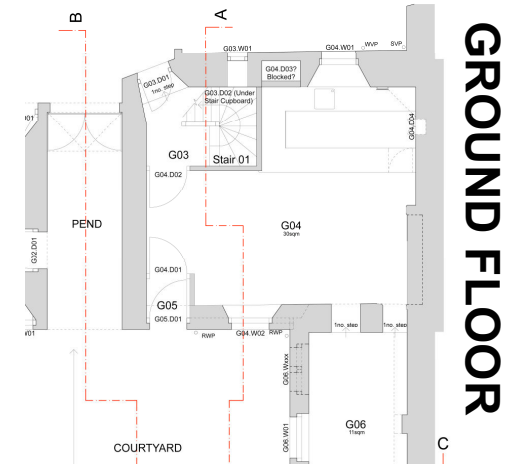 B
A
G03.W01
G04.W01
WVP
SVP
G03.D01
1no_step
G04.D03?
Blocked?
G03.D02 (Under
Stair Cupboard)
D01
G04.D04
G03
Stair 01
G04.D02
PEND
G04
30sqm
G32.D01
G04.D01
G05
G05.D01
W01
RWP
G04.W02
RWP
1no_step
1no_step
G06.Wxxx
G06.W01
G06
11sqm
COURTYARD
C
GROUND FLOOR